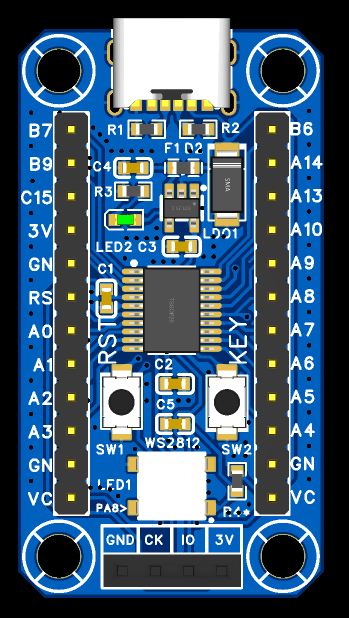 R1 R2
B7 B6
F1 D2
B9 C4 A14
R3
C15 SMA A13
3V LDO1 A10
LED2 C3
GN A9
C1
RS A8
RST KEY
A0 A7
A1 C2 A6
A2 C5 A5
A3 A4
WS2812
SW1 SW2
GN GN
LED1
VC VC
PA8> R4*
GND CK IO 3V